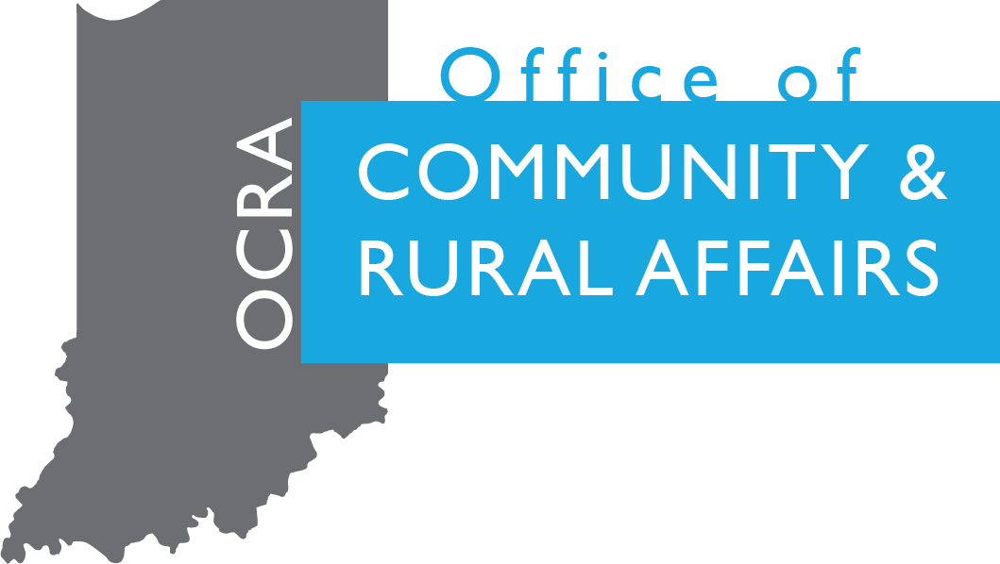 OCRA
Office of
COMMUNITY &
RURAL AFFAIRS